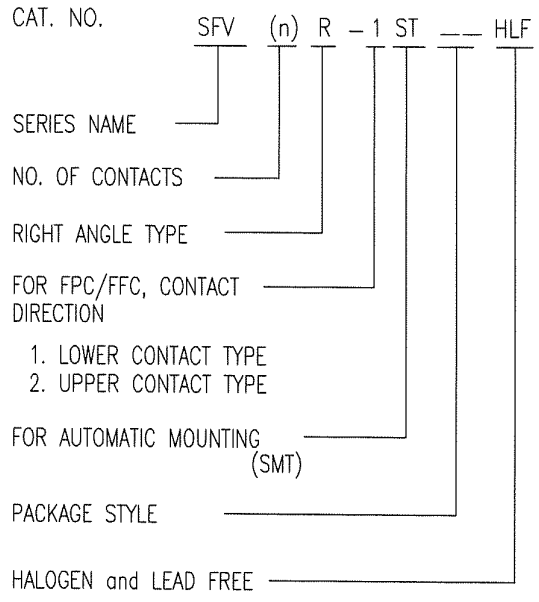 CAT. NO. SFV (n) R - 1 ST __ HLF
SERIES NAME
NO. OF CONTACTS
RIGHT ANGLE TYPE
FOR FPC/FFC, CONTACT
DIRECTION
1. LOWER CONTACT TYPE
2. UPPER CONTACT TYPE
FOR AUTOMATIC MOUNTING
(SMT)
PACKAGE STYLE
HALOGEN and LEAD FREE